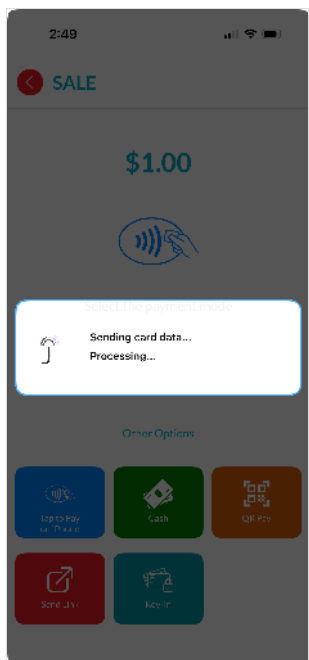 2:49
SALE
$1.00
Select the payment mode
Sending card data...
Processing...
Other Options
Tap to Pay
on iPhone
Cash
QR Pay
Send Link
Key-In